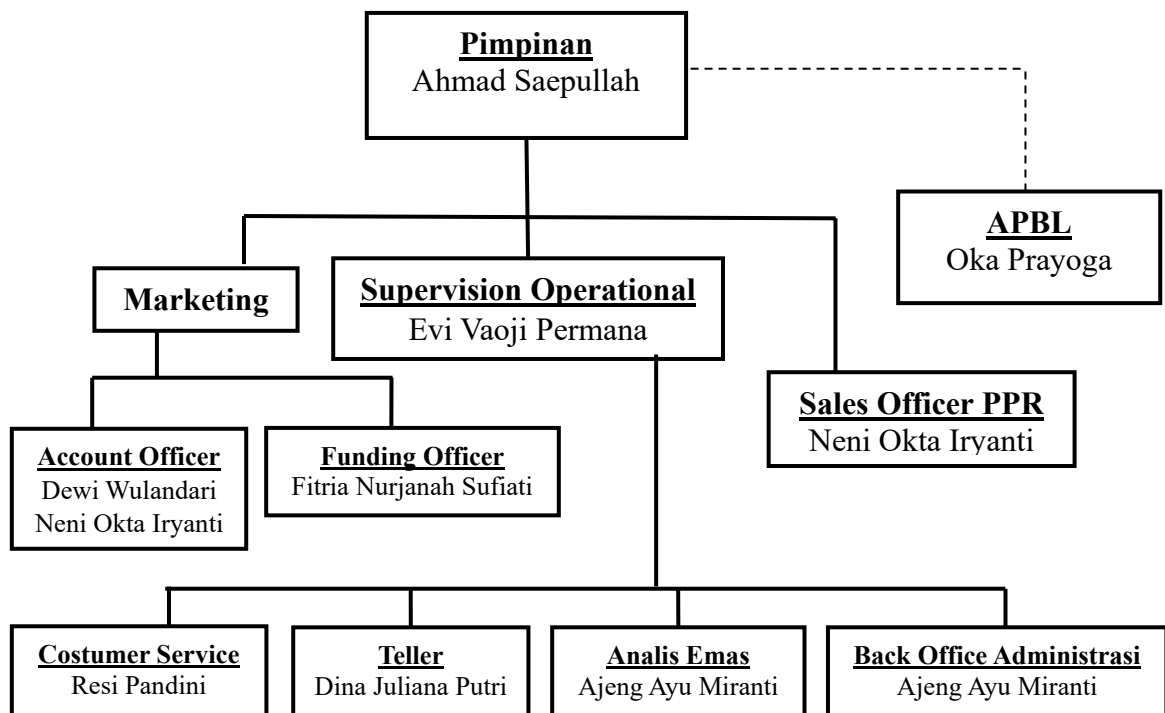 Pimpinan
Ahmad Saepullah
APBL
Oka Prayoga
Marketing
Supervision Operational
Evi Vaoji Permana
Sales Officer PPR
Neni Okta Iryanti
Account Officer
Dewi Wulandari
Neni Okta Iryanti
Funding Officer
Fitria Nurjanah Sufiati
Costumer Service
Resi Pandini
Teller
Dina Juliana Putri
Analis Emas
Ajeng Ayu Miranti
Back Office Administrasi
Ajeng Ayu Miranti